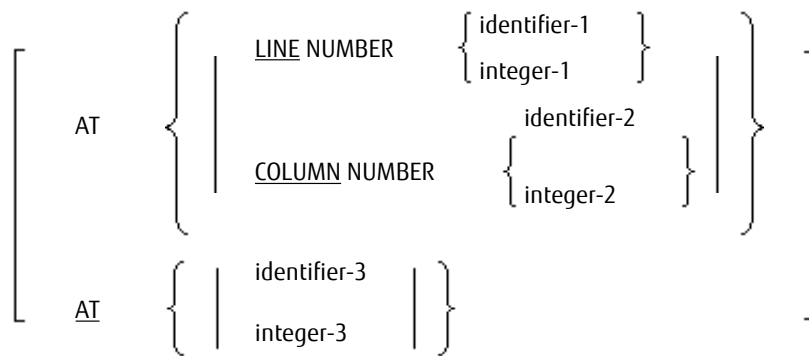 LINE NUMBER identifier-1
integer-1
AT identifier-2
COLUMN NUMBER
integer-2
identifier-3
AT
integer-3